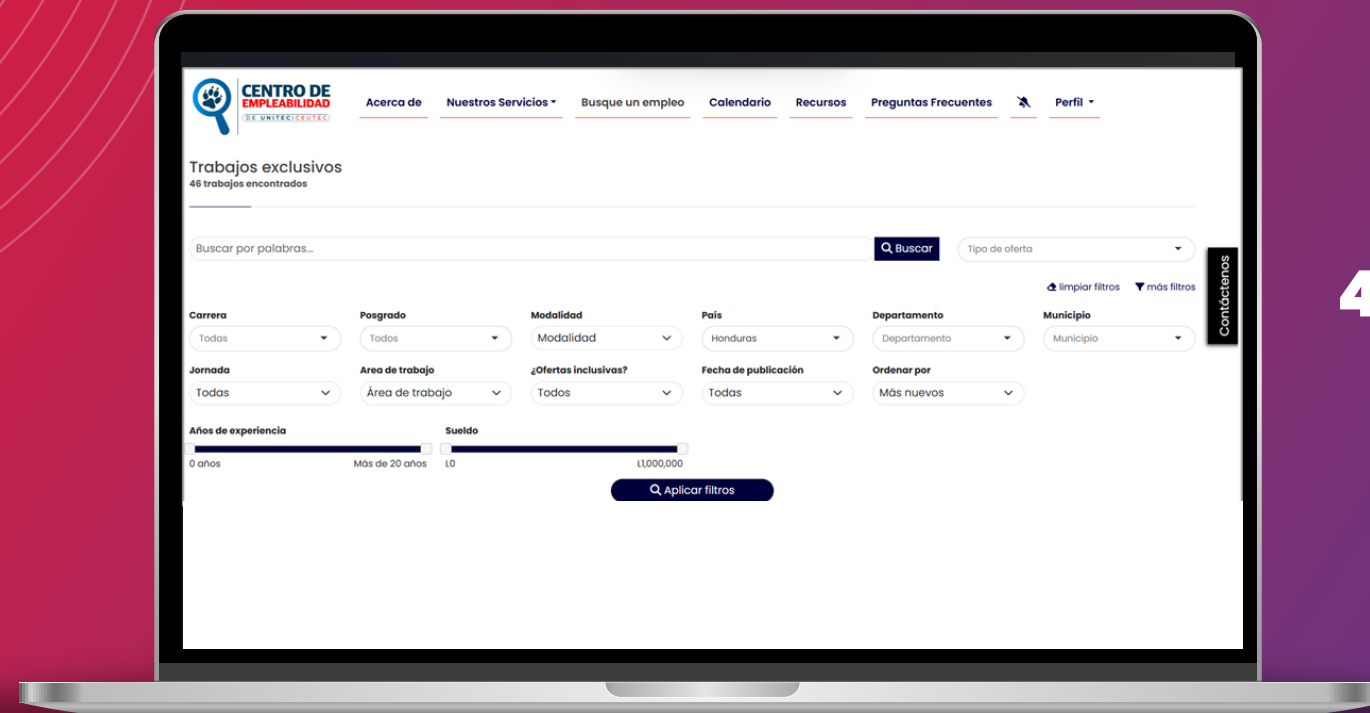 CENTRO DE
EMPLEABILIDAD
DE UNITEC|CEUTEC
Acerca de Nuestros Servicios Busque un empleo Calendario Recursos Preguntas Frecuentes Perfil
Trabajos exclusivos
46 trabajos encontrados
Buscar por palabras... Buscar Tipo de oferta
limpiar filtros más filtros
Contáctenos
Carrera Posgrado Modalidad País Departamento Municipio
Todas Todos Modalidad Honduras Departamento Municipio
Jornada Area de trabajo ¿Ofertas inclusivas? Fecha de publicación Ordenar por
Todas Área de trabajo Todos Todas Más nuevos
Años de experiencia Sueldo
0 años Más de 20 años L0 L1,000,000
Aplicar filtros
4